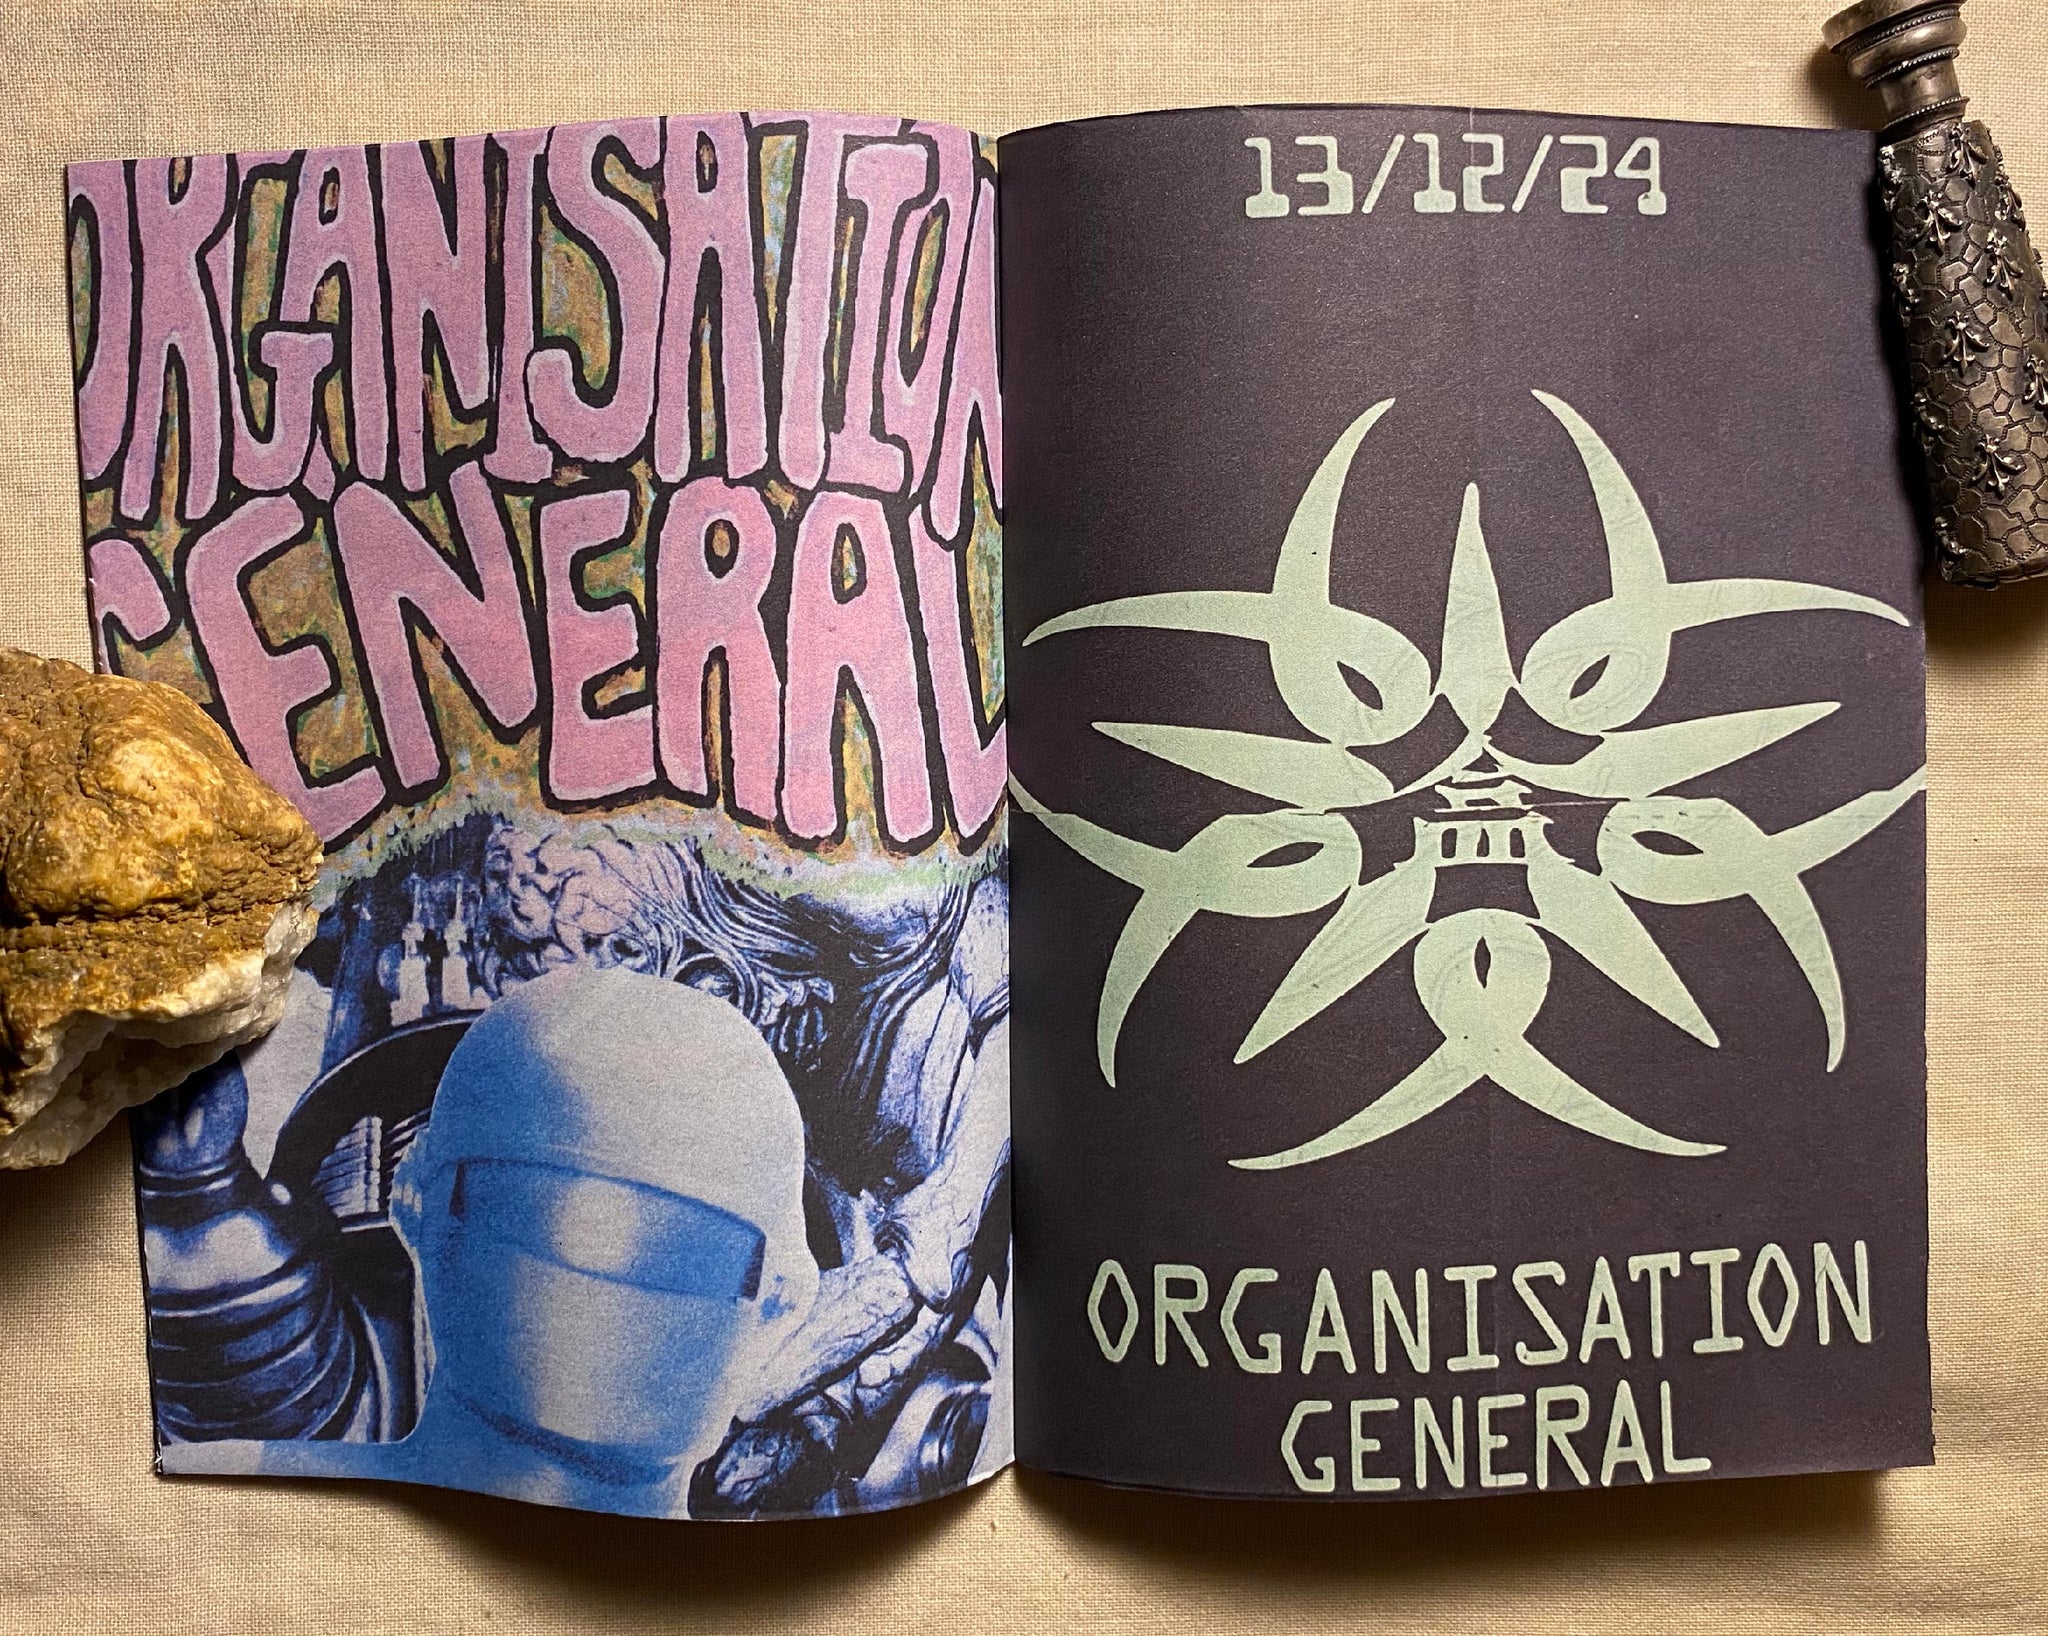 ORGANISATION
GENERAL
13/12/24
ORGANISATION
GENERAL